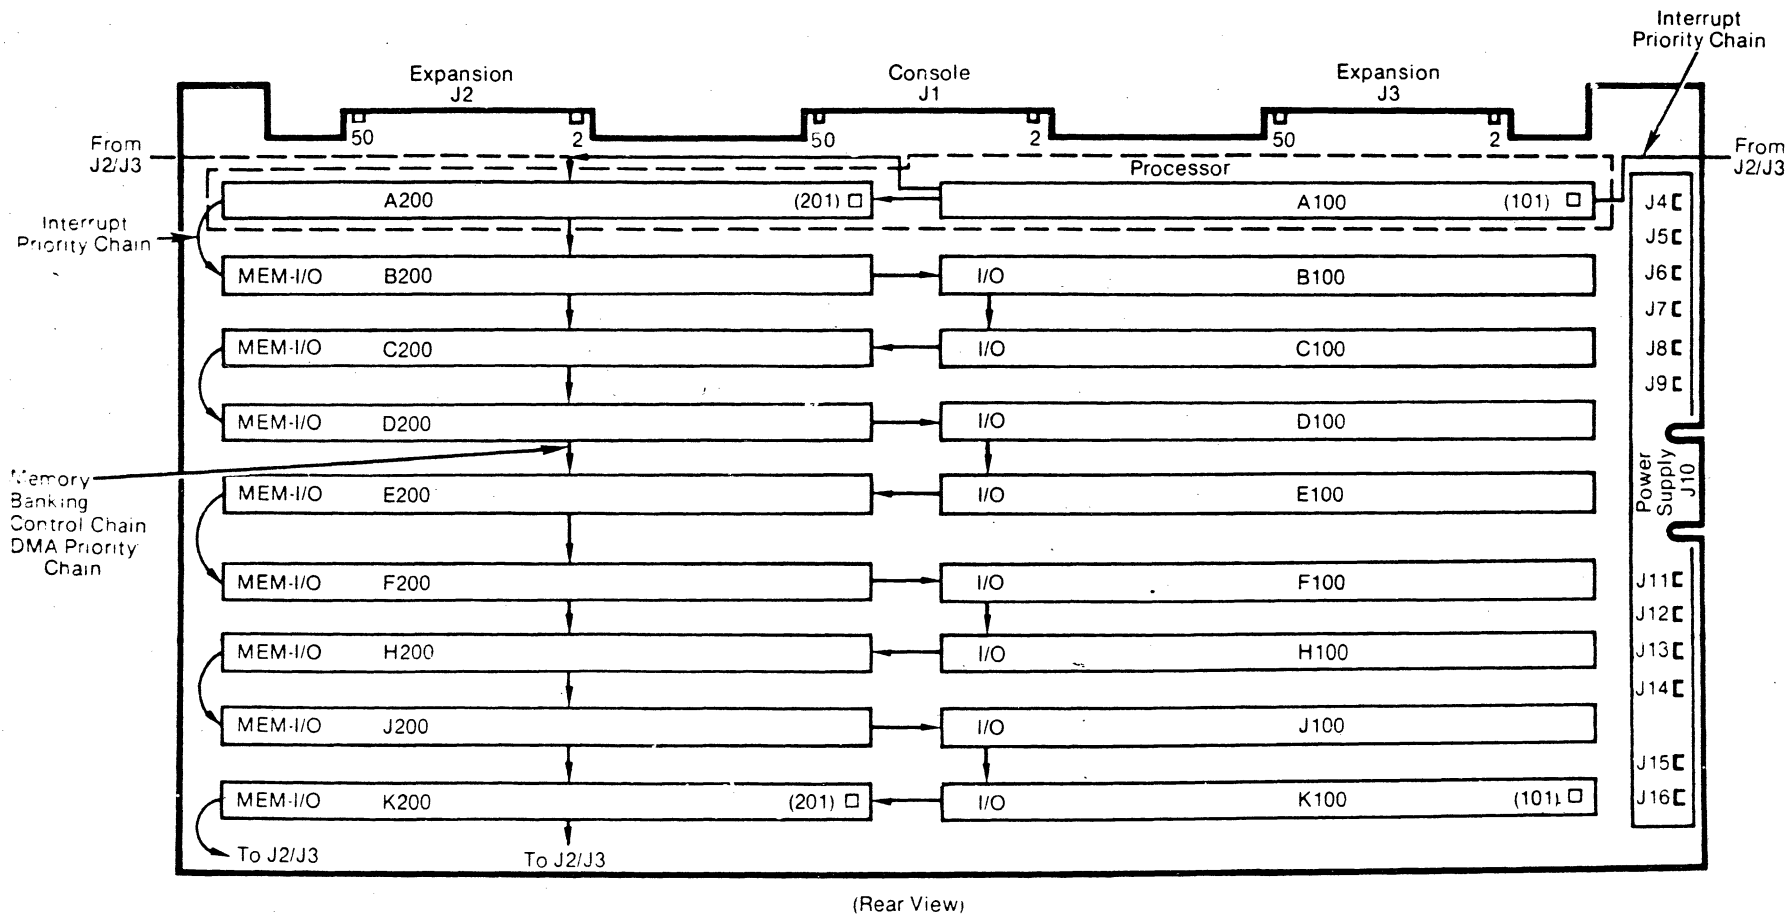 Interrupt
Priority Chain
Expansion
J2
Console
J1
Expansion
J3
50
2
50
2
50
2
From
J2/J3
From
J2/J3
Processor
A200
(201)
A100
(101)
J4
Interrupt
Priority Chain
J5
MEM-I/O
B200
I/O
B100
J6
J7
MEM-I/O
C200
I/O
C100
J8
J9
MEM-I/O
D200
I/O
D100
Memory
Banking
Control Chain
DMA Priority
Chain
MEM-I/O
E200
I/O
E100
Power
Supply
J10
MEM-I/O
F200
I/O
F100
J11
J12
MEM-I/O
H200
I/O
H100
J13
J14
MEM-I/O
J200
I/O
J100
J15
MEM-I/O
K200
(201)
I/O
K100
(101)
J16
To J2/J3
To J2/J3
(Rear View)